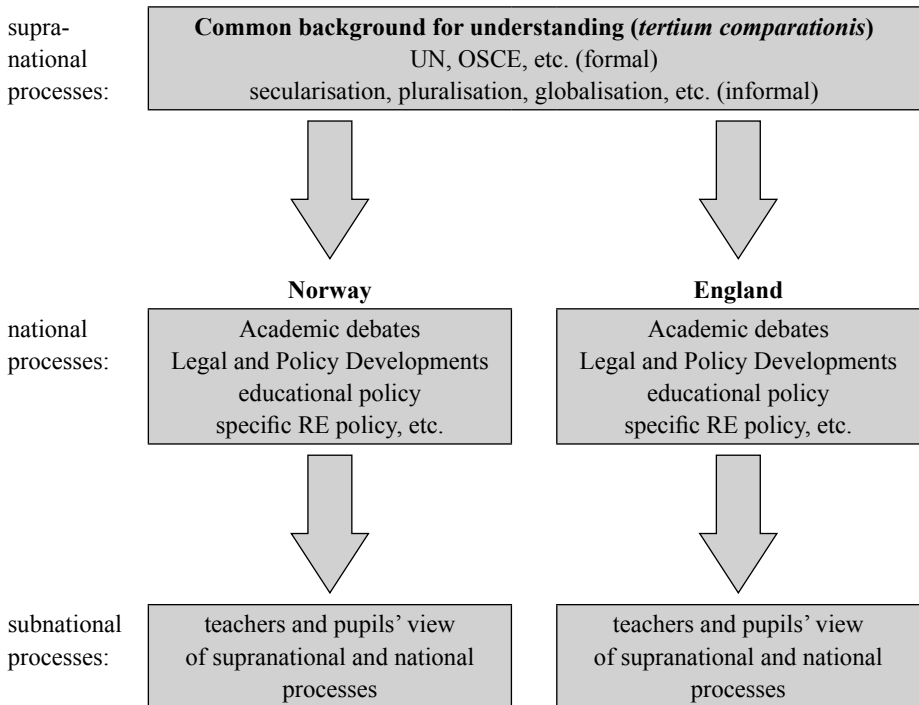 supra-
national
processes:
Common background for understanding (tertium comparationis)
UN, OSCE, etc. (formal)
secularisation, pluralisation, globalisation, etc. (informal)
Norway
England
national
processes:
Academic debates
Legal and Policy Developments
educational policy
specific RE policy, etc.
Academic debates
Legal and Policy Developments
educational policy
specific RE policy, etc.
subnational
processes:
teachers and pupils’ view
of supranational and national
processes
teachers and pupils’ view
of supranational and national
processes